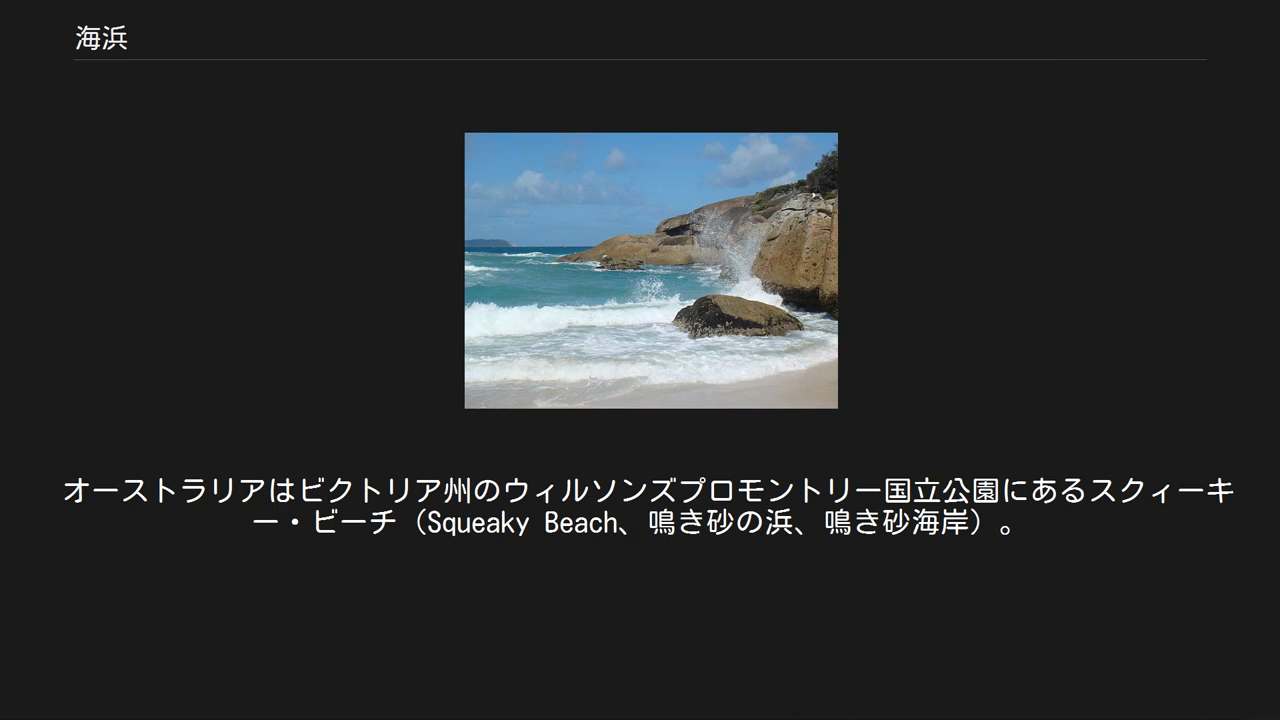 海浜
オーストラリアはビクトリア州のウィルソンズプロモントリー国立公園にあるスクィーキ
ー・ビーチ（Squeaky Beach、鳴き砂の浜、鳴き砂海岸）。